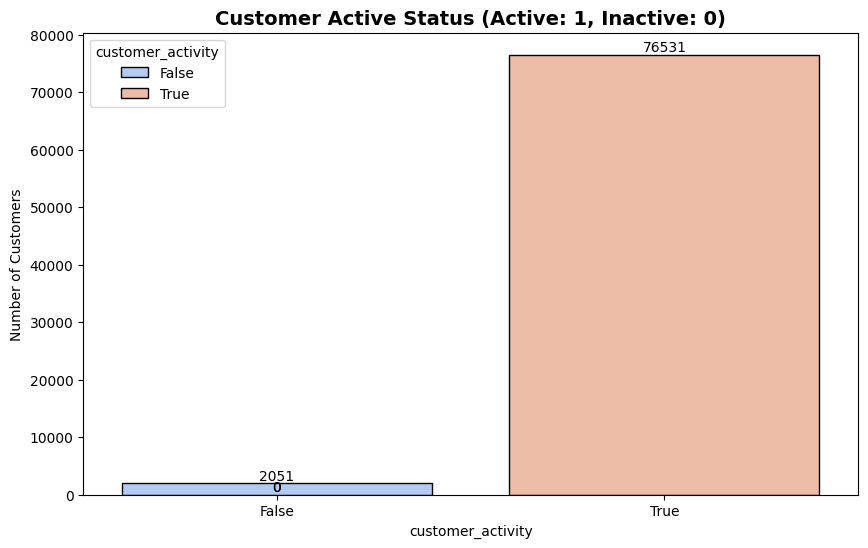 Customer Active Status (Active: 1, Inactive: 0)
80000
70000
60000
50000
40000
30000
20000
10000
0
Number of Customers
customer_activity
False
True
76531
2051
0
False
True
customer_activity